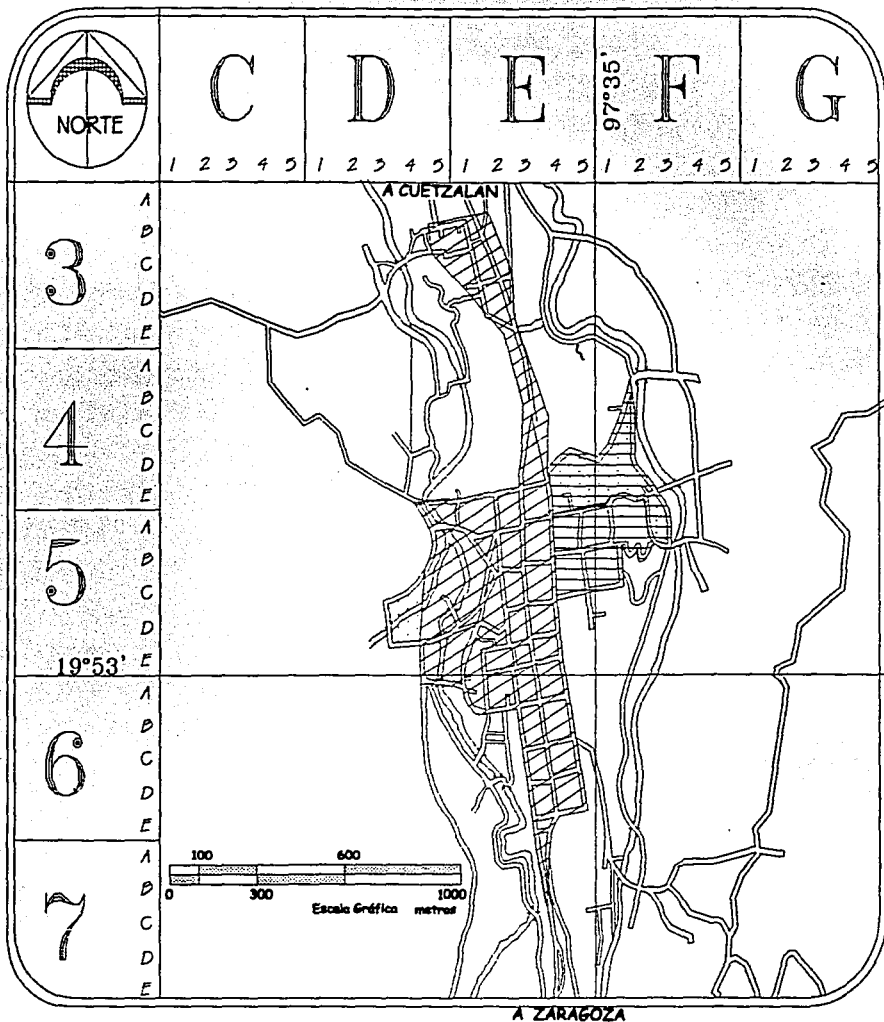 NORTE
C D E F G
97°35'
1 2 3 4 5 1 2 3 4 5 1 2 3 4 5 1 2 3 4 5 1 2 3 4 5
A CUETZALAN
3
A
B
C
D
E
4
A
B
C
D
E
5
A
B
C
D
E
19°53'
6
A
B
C
D
E
7
A
B
C
D
E
100 600
0 300 1000
Escala Gráfica metros
A ZARAGOZA